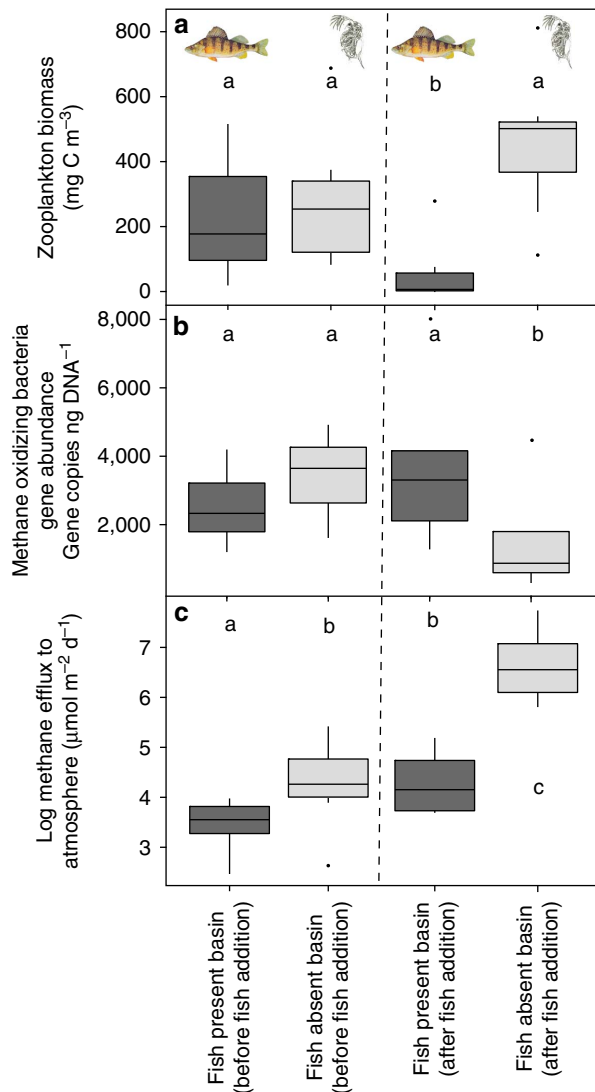 a
Zooplankton biomass
(mg C m⁻³)
800
600
400
200
0
a
a
b
a
b
Methane oxidizing bacteria
gene abundance
Gene copies ng DNA⁻¹
8,000
6,000
4,000
2,000
a
a
a
b
c
Log methane efflux to
atmosphere (μmol m⁻² d⁻¹)
7
6
5
4
3
a
b
b
c
Fish present basin
(before fish addition)
Fish absent basin
(before fish addition)
Fish present basin
(after fish addition)
Fish absent basin
(after fish addition)